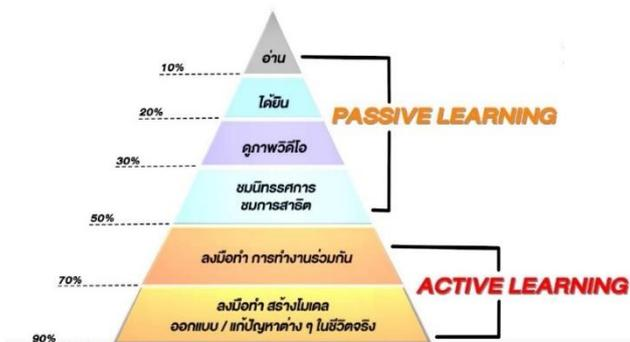 อ่าน
10%
ได้ยิน
20%
PASSIVE LEARNING
ดูภาพวิดีโอ
30%
ชมนิทรรศการ
ชมการสาธิต
50%
ลงมือทำ การทำงานร่วมกัน
70%
ACTIVE LEARNING
ลงมือทำ สร้างโมเดล
ออกแบบ / แก้ปัญหาต่าง ๆ ในชีวิตจริง
90%